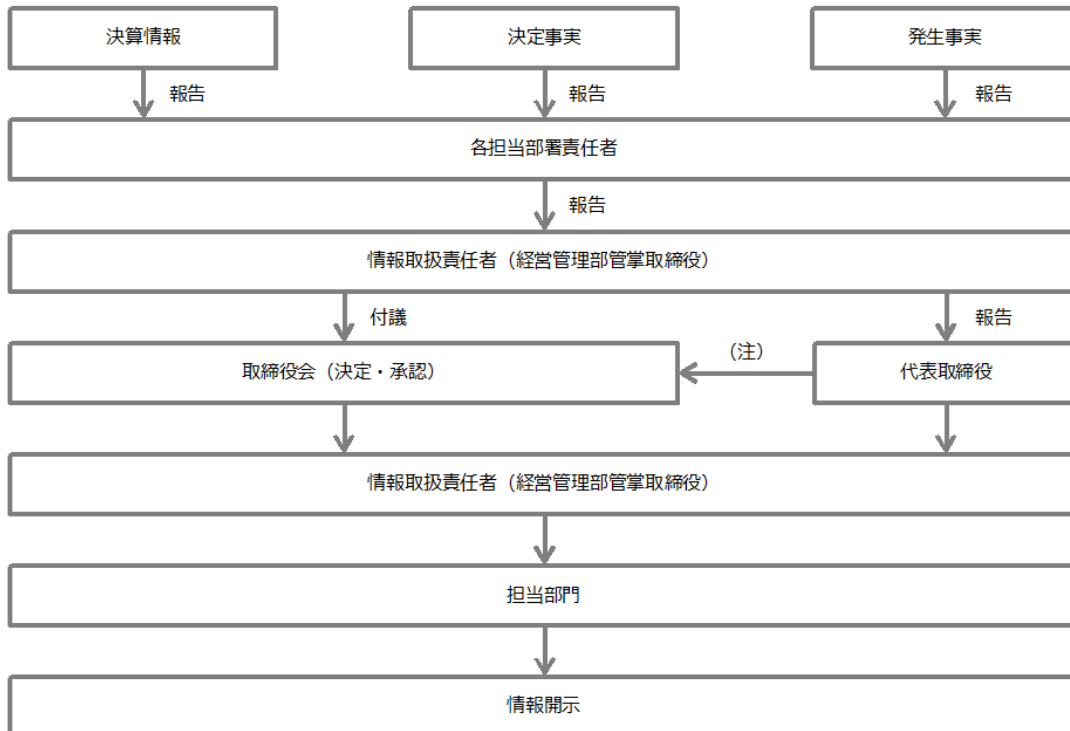 決算情報
決定事実
発生事実
報告
報告
報告
各担当部署責任者
報告
情報取扱責任者（経営管理部管掌取締役）
付議
報告
（注）
取締役会（決定・承認）
代表取締役
情報取扱責任者（経営管理部管掌取締役）
担当部門
情報開示